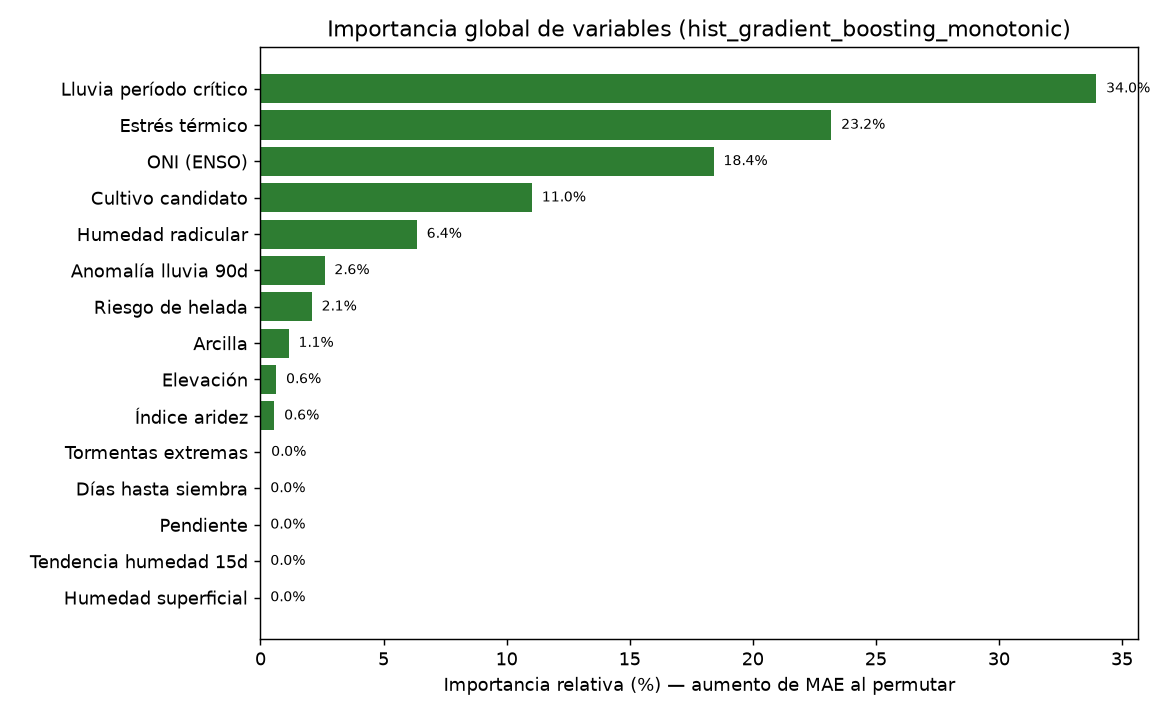 Importancia global de variables (hist_gradient_boosting_monotonic)
Lluvia período crítico 34.0%
Estrés térmico 23.2%
ONI (ENSO) 18.4%
Cultivo candidato 11.0%
Humedad radicular 6.4%
Anomalía lluvia 90d 2.6%
Riesgo de helada 2.1%
Arcilla 1.1%
Elevación 0.6%
Índice aridez 0.6%
Tormentas extremas 0.0%
Días hasta siembra 0.0%
Pendiente 0.0%
Tendencia humedad 15d 0.0%
Humedad superficial 0.0%
0 5 10 15 20 25 30 35
Importancia relativa (%) — aumento de MAE al permutar